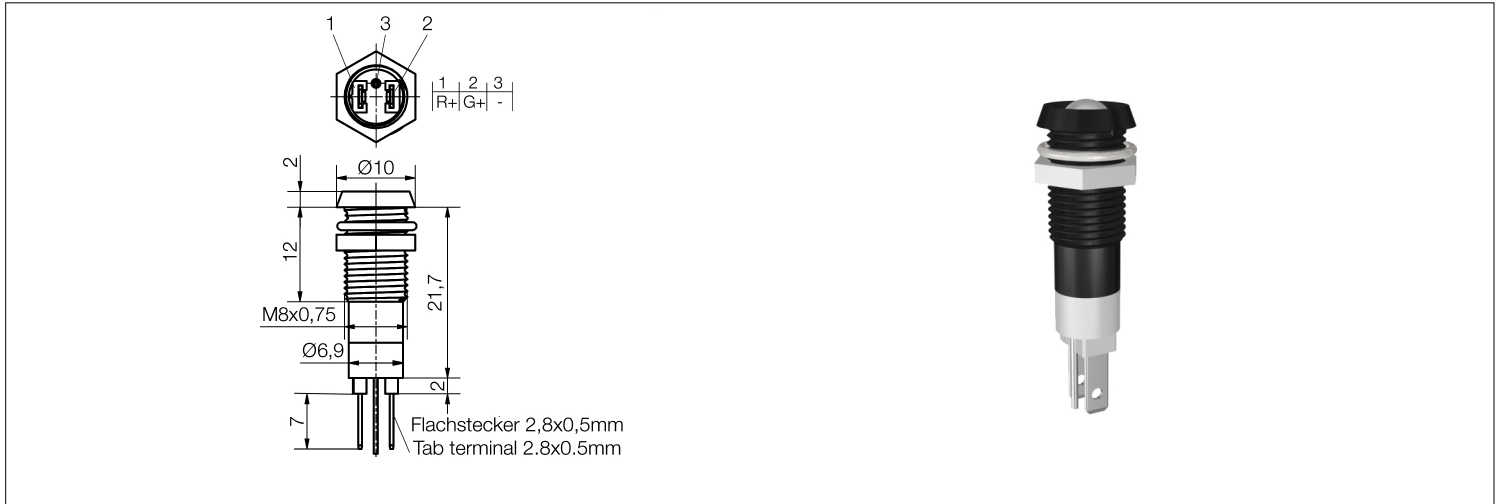 1 3 2
1 2 3
R+ G+ -
2
Ø10
12
21,7
M8x0,75
Ø6,9
2
7
Flachstecker 2,8x0,5mm
Tab terminal 2.8x0.5mm